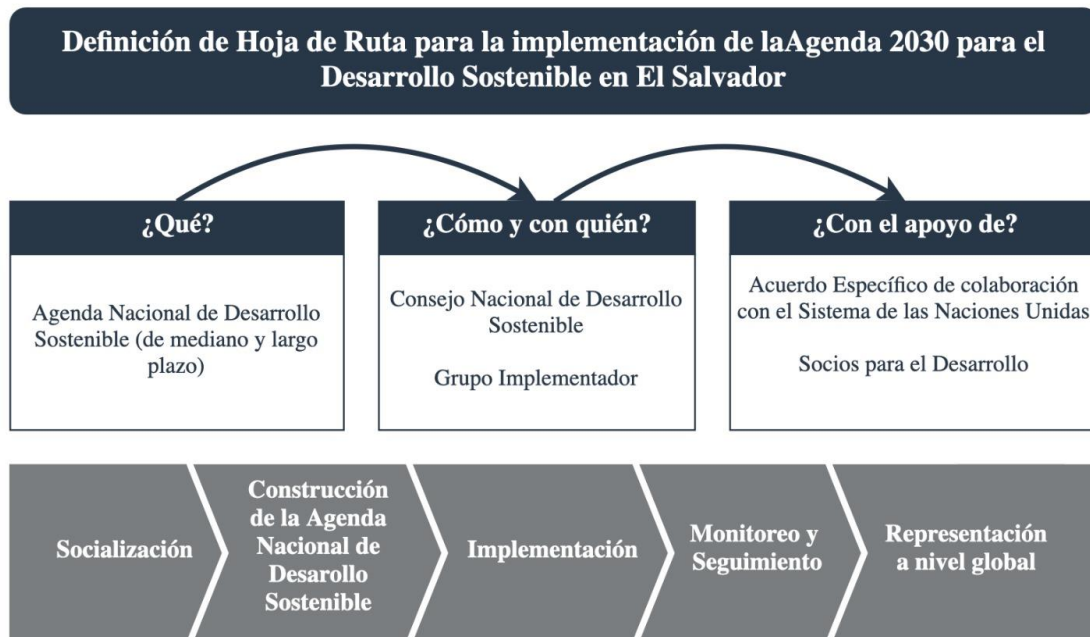 Definición de Hoja de Ruta para la implementación de laAgenda 2030 para el
Desarrollo Sostenible en El Salvador
¿Qué?
Agenda Nacional de Desarrollo
Sostenible (de mediano y largo
plazo)
¿Cómo y con quién?
Consejo Nacional de Desarrollo
Sostenible
Grupo Implementador
¿Con el apoyo de?
Acuerdo Específico de colaboración
con el Sistema de las Naciones Unidas
Socios para el Desarrollo
Socialización
Construcción
de la Agenda
Nacional de
Desarollo
Sostenible
Implementación
Monitoreo y
Seguimiento
Representación
a nivel global